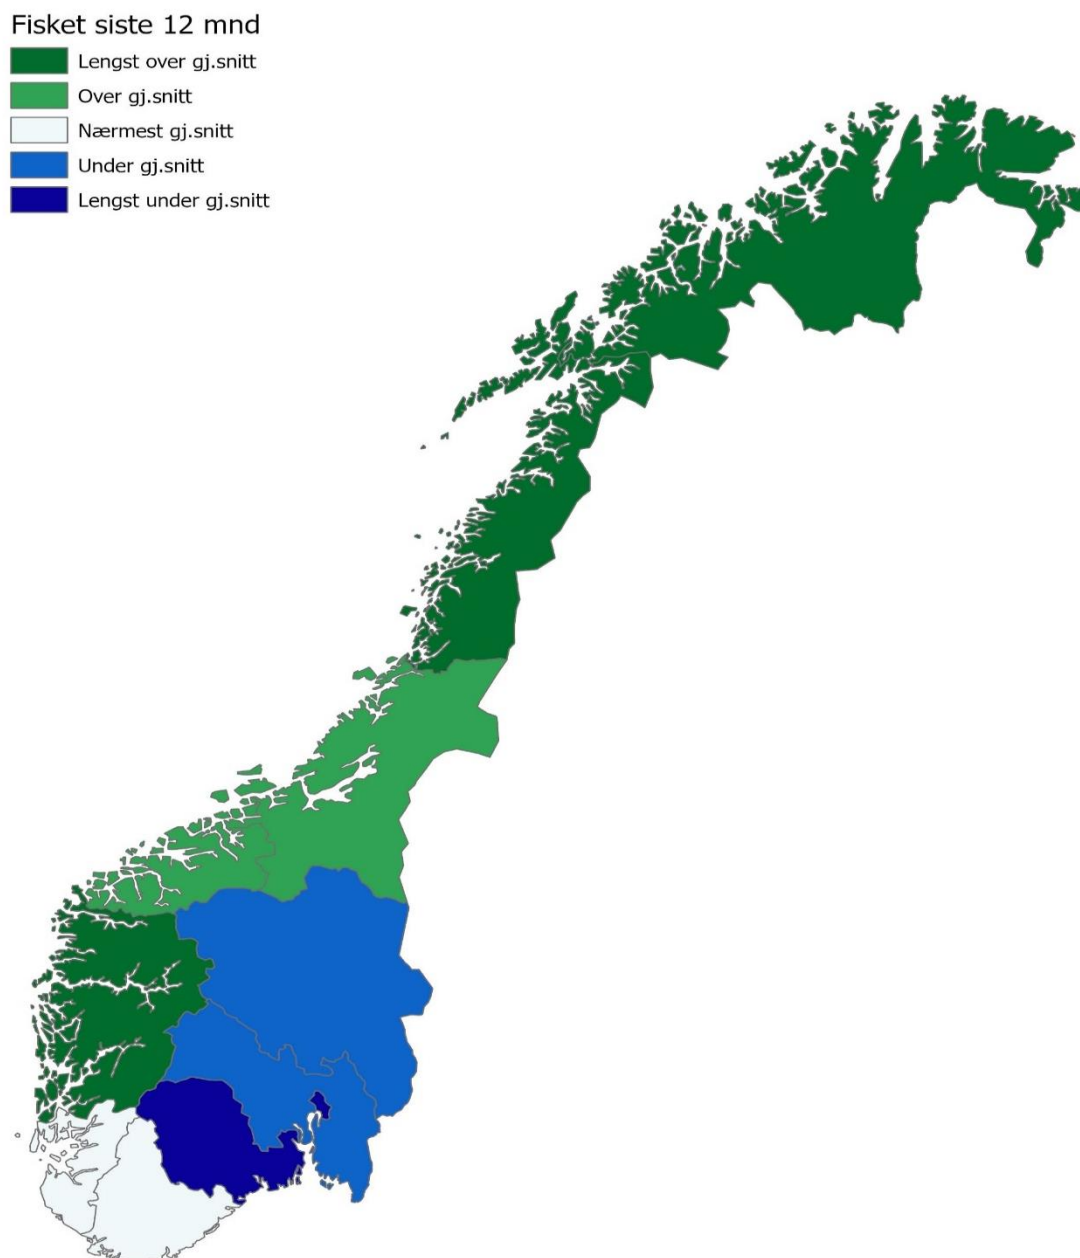 Fisket siste 12 mnd
Lengst over gj.snitt
Over gj.snitt
Nærmest gj.snitt
Under gj.snitt
Lengst under gj.snitt